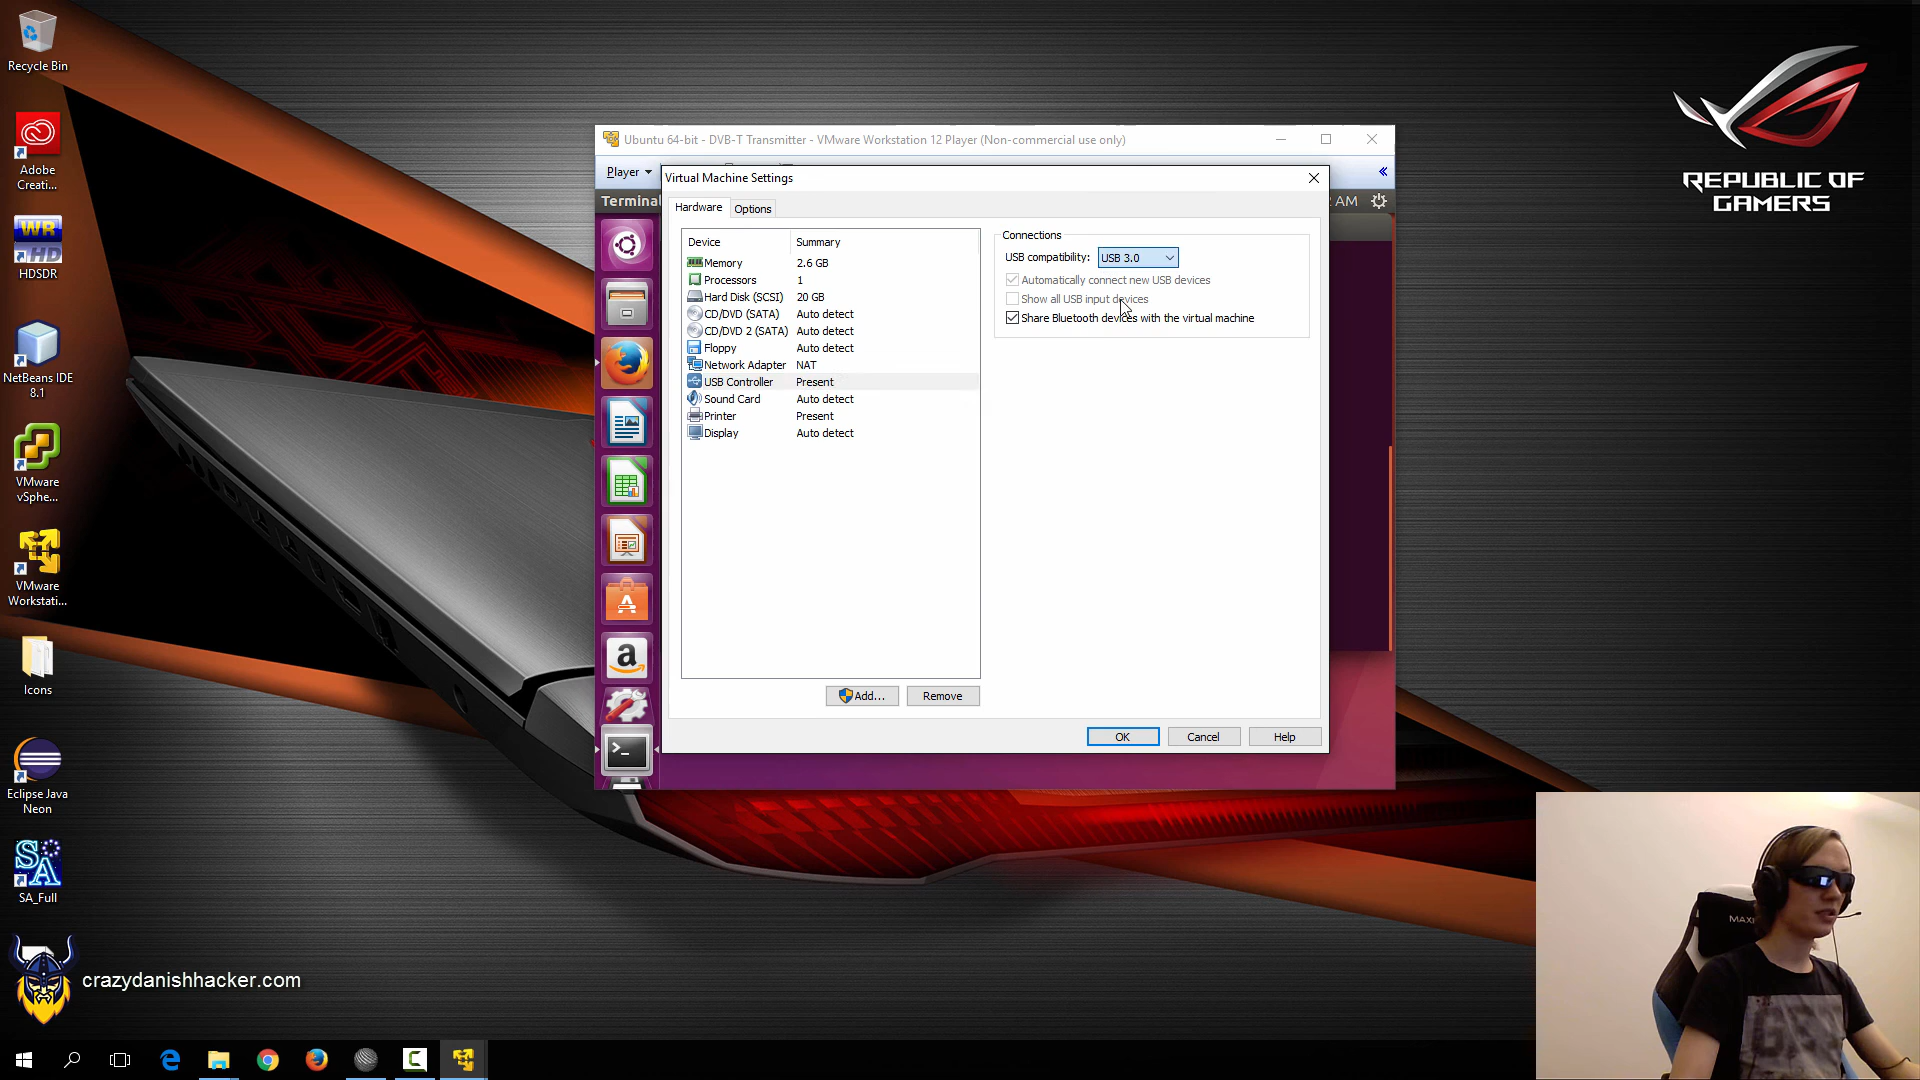 Recycle Bin
Adobe
Creati...
WR
HD
HDSDR
NetBeans IDE
8.1
VMware
vSphe...
VMware
Workstati...
Icons
Eclipse Java
Neon
SA
SA_Full
crazydanishhacker.com
REPUBLIC OF
GAMERS
Ubuntu 64-bit - DVB-T Transmitter - VMware Workstation 12 Player (Non-commercial use only)
Player
Terminal
AM
Virtual Machine Settings
Hardware
Options
Device Summary
Memory 2.6 GB
Processors 1
Hard Disk (SCSI) 20 GB
CD/DVD (SATA) Auto detect
CD/DVD 2 (SATA) Auto detect
Floppy Auto detect
Network Adapter NAT
USB Controller Present
Sound Card Auto detect
Printer Present
Display Auto detect
Add...
Remove
Connections
USB compatibility: USB 3.0
Automatically connect new USB devices
Show all USB input devices
Share Bluetooth devices with the virtual machine
OK
Cancel
Help
MAX